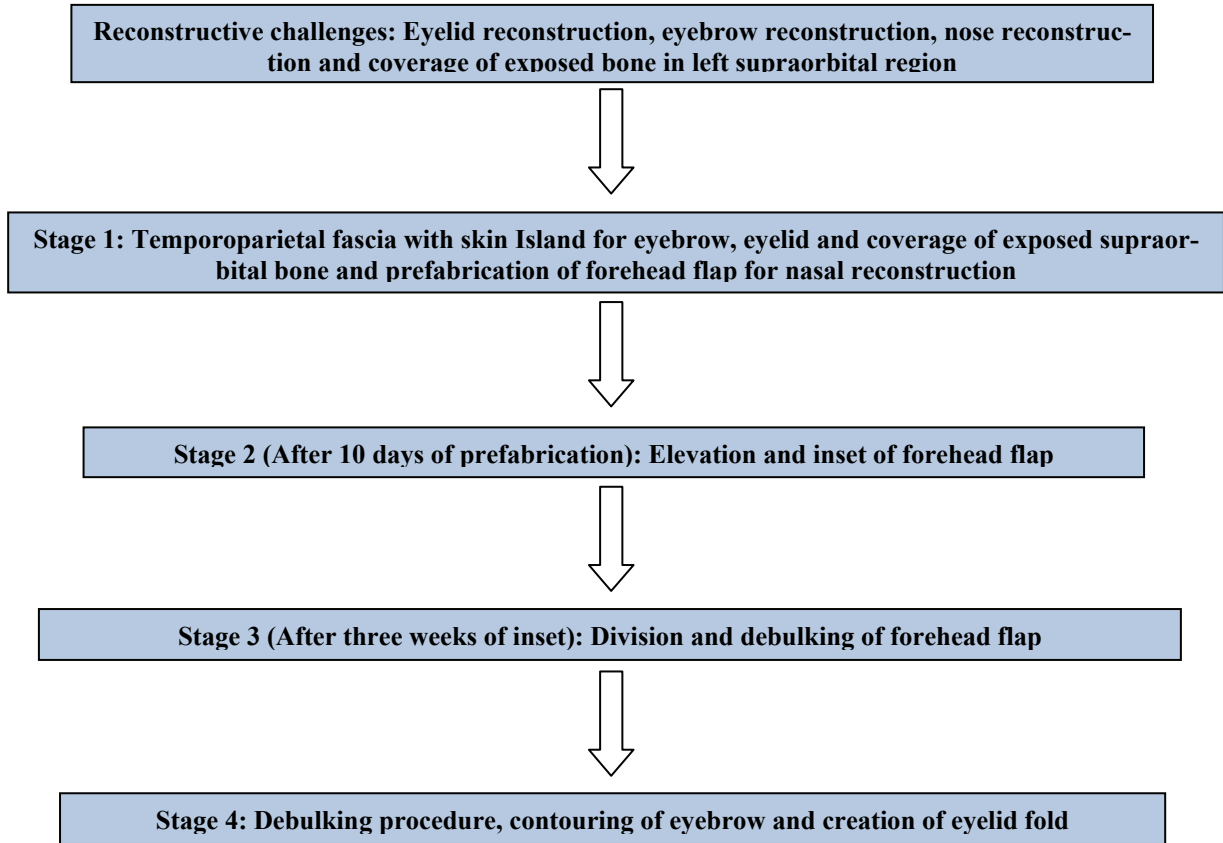 Reconstructive challenges: Eyelid reconstruction, eyebrow reconstruction, nose reconstruc-
tion and coverage of exposed bone in left supraorbital region
Stage 1: Temporoparietal fascia with skin Island for eyebrow, eyelid and coverage of exposed supraor-
bital bone and prefabrication of forehead flap for nasal reconstruction
Stage 2 (After 10 days of prefabrication): Elevation and inset of forehead flap
Stage 3 (After three weeks of inset): Division and debulking of forehead flap
Stage 4: Debulking procedure, contouring of eyebrow and creation of eyelid fold